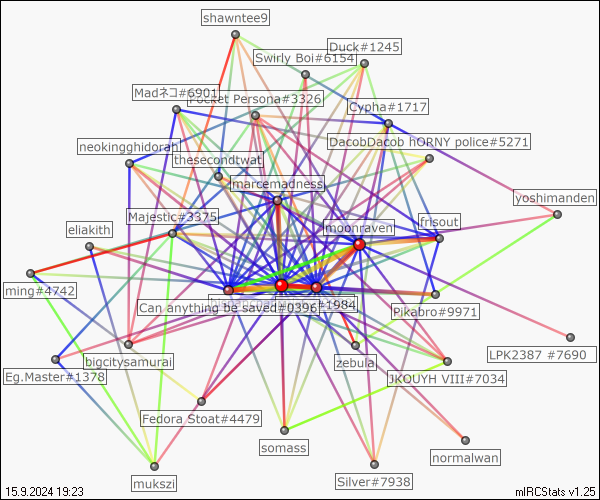 shawntee9
Duck#1245
Swirly Boi#6154
Madネコ#6901
Pocket Persona#3326
Cypha#1717
DacobDacob hORNY police#5271
neokingghidorah
thesecondtwat
marcemadness
yoshimanden
Majestic#3375
moonraven
frisout
eliakith
ming#4742
Can anything be saved#0396
#1984
Pikabro#9971
bigcitysamurai
zebula
LPK2387 #7690
Eg.Master#1378
JKOUYH VIII#7034
Fedora Stoat#4479
somass
normalwan
mukszi
Silver#7938
15.9.2024 19:23
mIRCStats v1.25